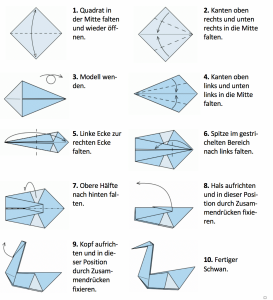 1. Quadrat in
der Mitte falten
und wieder öff-
nen.
2. Kanten oben
rechts und unten
rechts in die Mitte
falten.
3. Modell wen-
den.
4. Kanten oben
links und unten
links in die Mitte
falten.
5. Linke Ecke zur
rechten Ecke
falten.
6. Spitze im gestri-
chelten Bereich
nach links falten.
7. Obere Hälfte
nach hinten fal-
ten.
8. Hals aufrichten
und in dieser Posi-
tion durch Zusam-
mendrücken fixie-
ren.
9. Kopf aufrich-
ten und in die-
ser Position
durch Zusam-
mendrücken
fixieren.
10. Fertiger
Schwan.